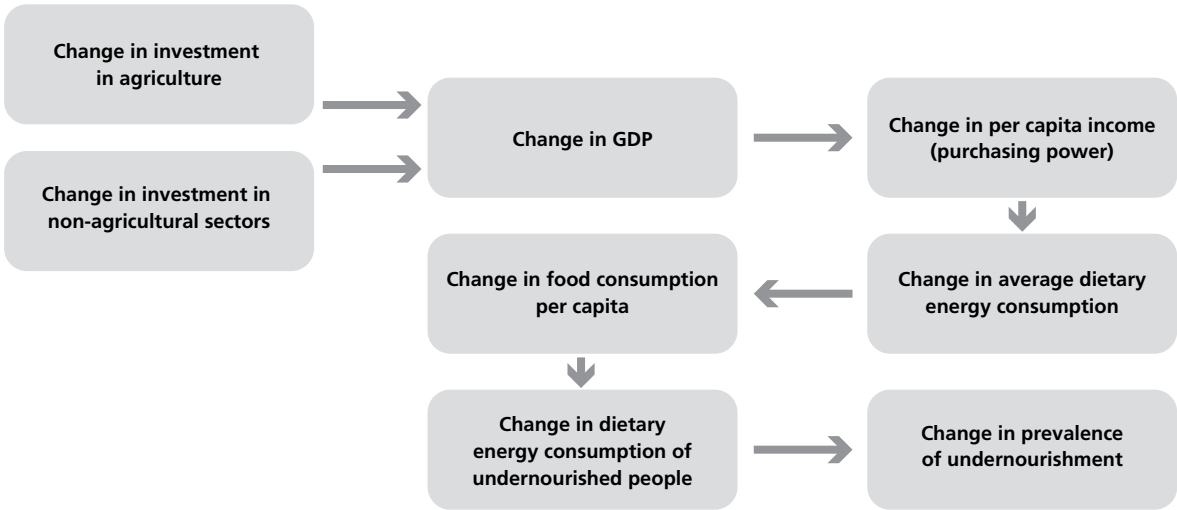 Change in investment
in agriculture
Change in investment in
non-agricultural sectors
Change in GDP
Change in per capita income
(purchasing power)
Change in average dietary
energy consumption
Change in food consumption
per capita
Change in dietary
energy consumption of
undernourished people
Change in prevalence
of undernourishment